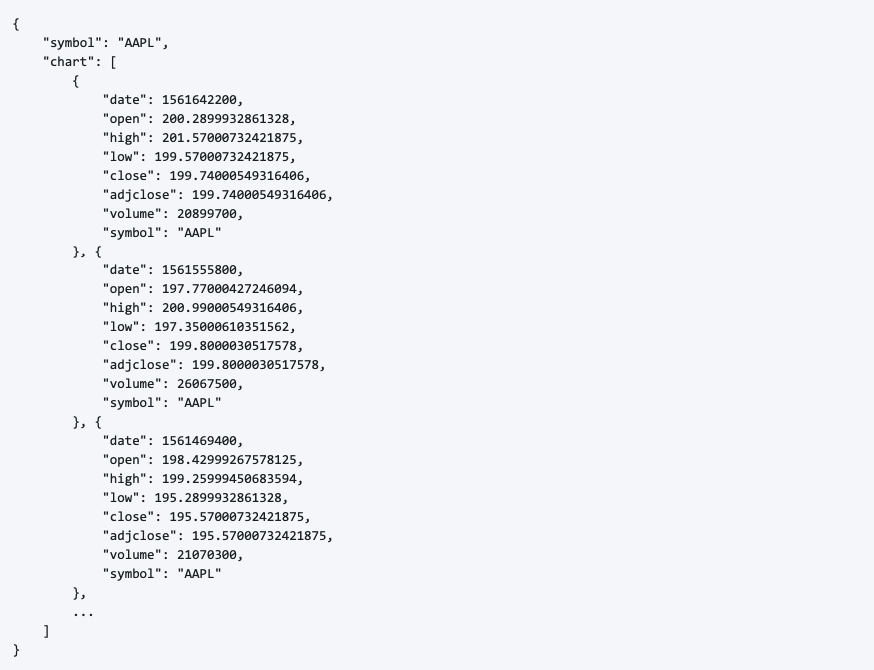 {
    "symbol": "AAPL",
    "chart": [
        {
            "date": 1561642200,
            "open": 200.2899932861328,
            "high": 201.57000732421875,
            "low": 199.57000732421875,
            "close": 199.74000549316406,
            "adjclose": 199.74000549316406,
            "volume": 20899700,
            "symbol": "AAPL"
        }, {
            "date": 1561555800,
            "open": 197.77000427246094,
            "high": 200.99000549316406,
            "low": 197.35000610351562,
            "close": 199.8000030517578,
            "adjclose": 199.8000030517578,
            "volume": 26067500,
            "symbol": "AAPL"
        }, {
            "date": 1561469400,
            "open": 198.42999267578125,
            "high": 199.25999450683594,
            "low": 195.2899932861328,
            "close": 195.57000732421875,
            "adjclose": 195.57000732421875,
            "volume": 21070300,
            "symbol": "AAPL"
        },
        ...
    ]
}